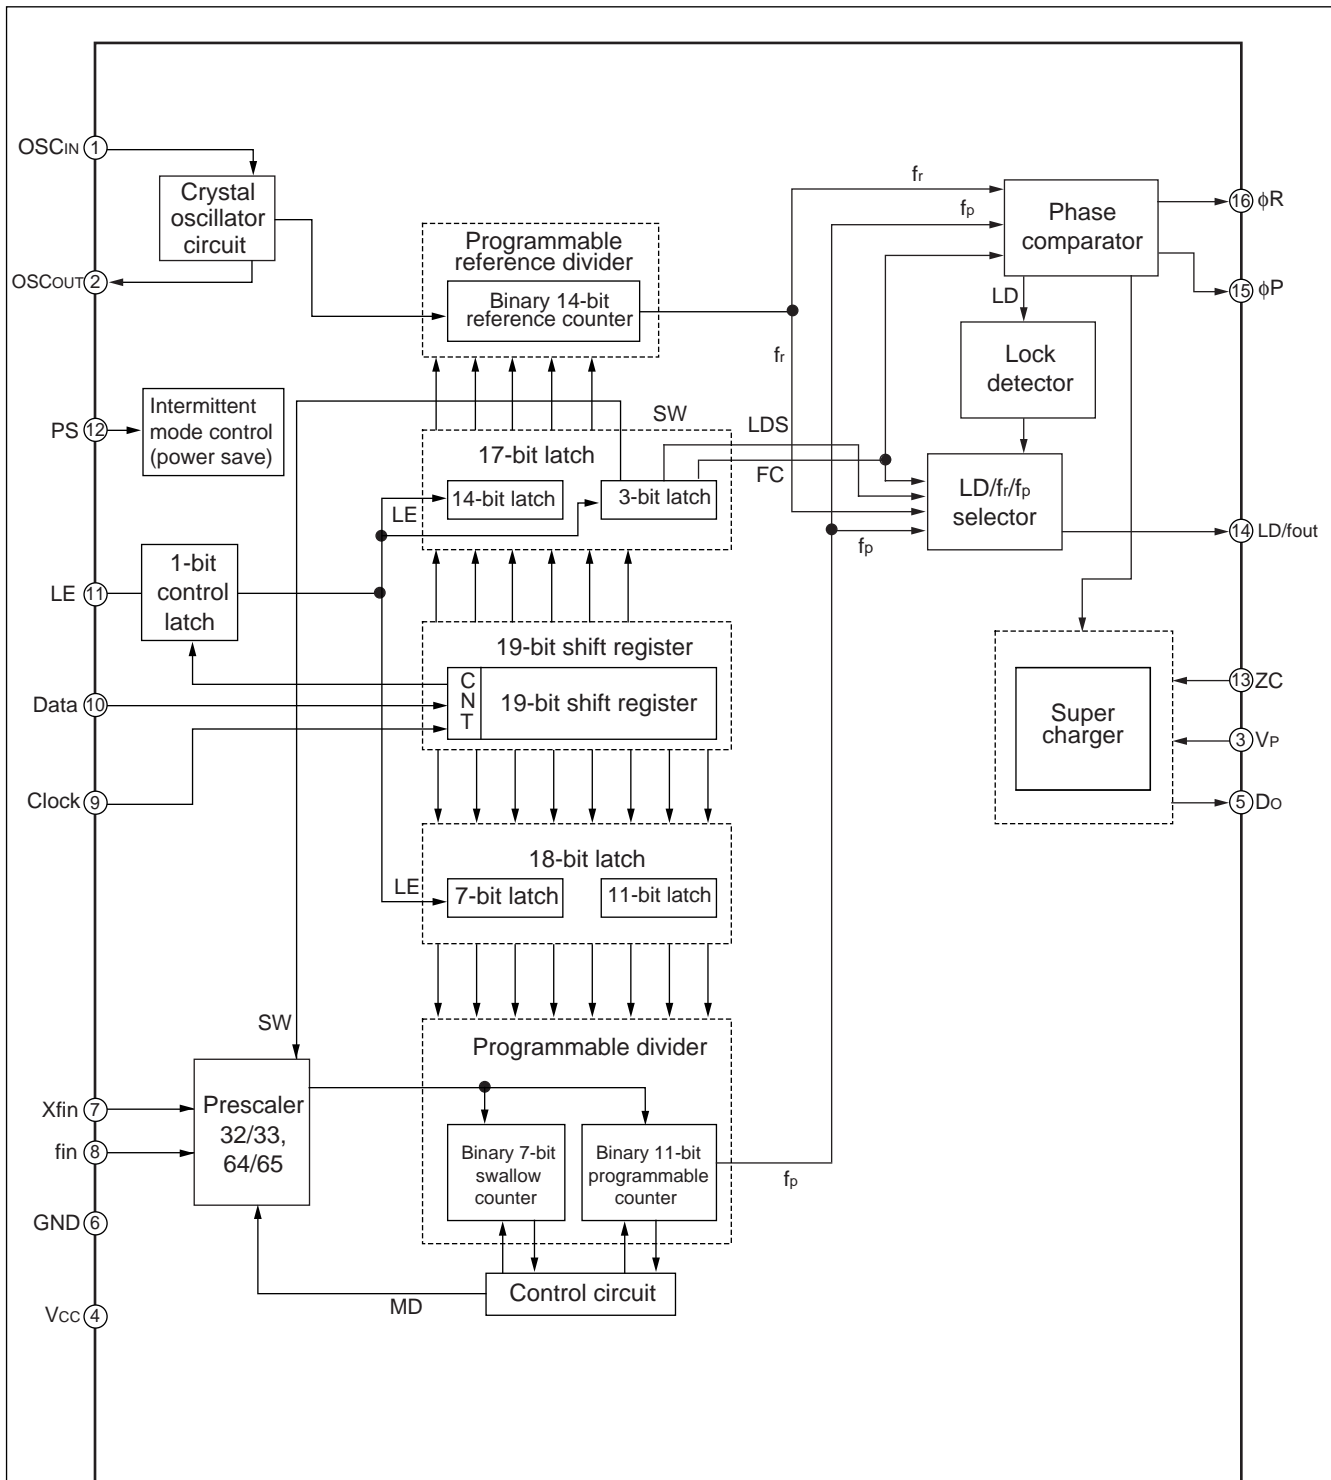 OSCIN 1
Crystal
oscillator
circuit
OSCOUT 2
Programmable
reference divider
Binary 14-bit
reference counter
fr
fr
fp
Phase
comparator
16 ϕR
15 ϕP
LD
Lock
detector
PS 12
Intermittent
mode control
(power save)
SW
LDS
FC
17-bit latch
14-bit latch
3-bit latch
LE
LD/fr/fp
selector
fp
14 LD/fout
LE 11
1-bit
control
latch
19-bit shift register
C
N
T
19-bit shift register
Data 10
Clock 9
Super
charger
13 ZC
3 VP
5 DO
18-bit latch
LE
7-bit latch
11-bit latch
SW
Programmable divider
Xfin 7
fin 8
Prescaler
32/33,
64/65
Binary 7-bit
swallow
counter
Binary 11-bit
programmable
counter
fp
GND 6
Control circuit
MD
VCC 4